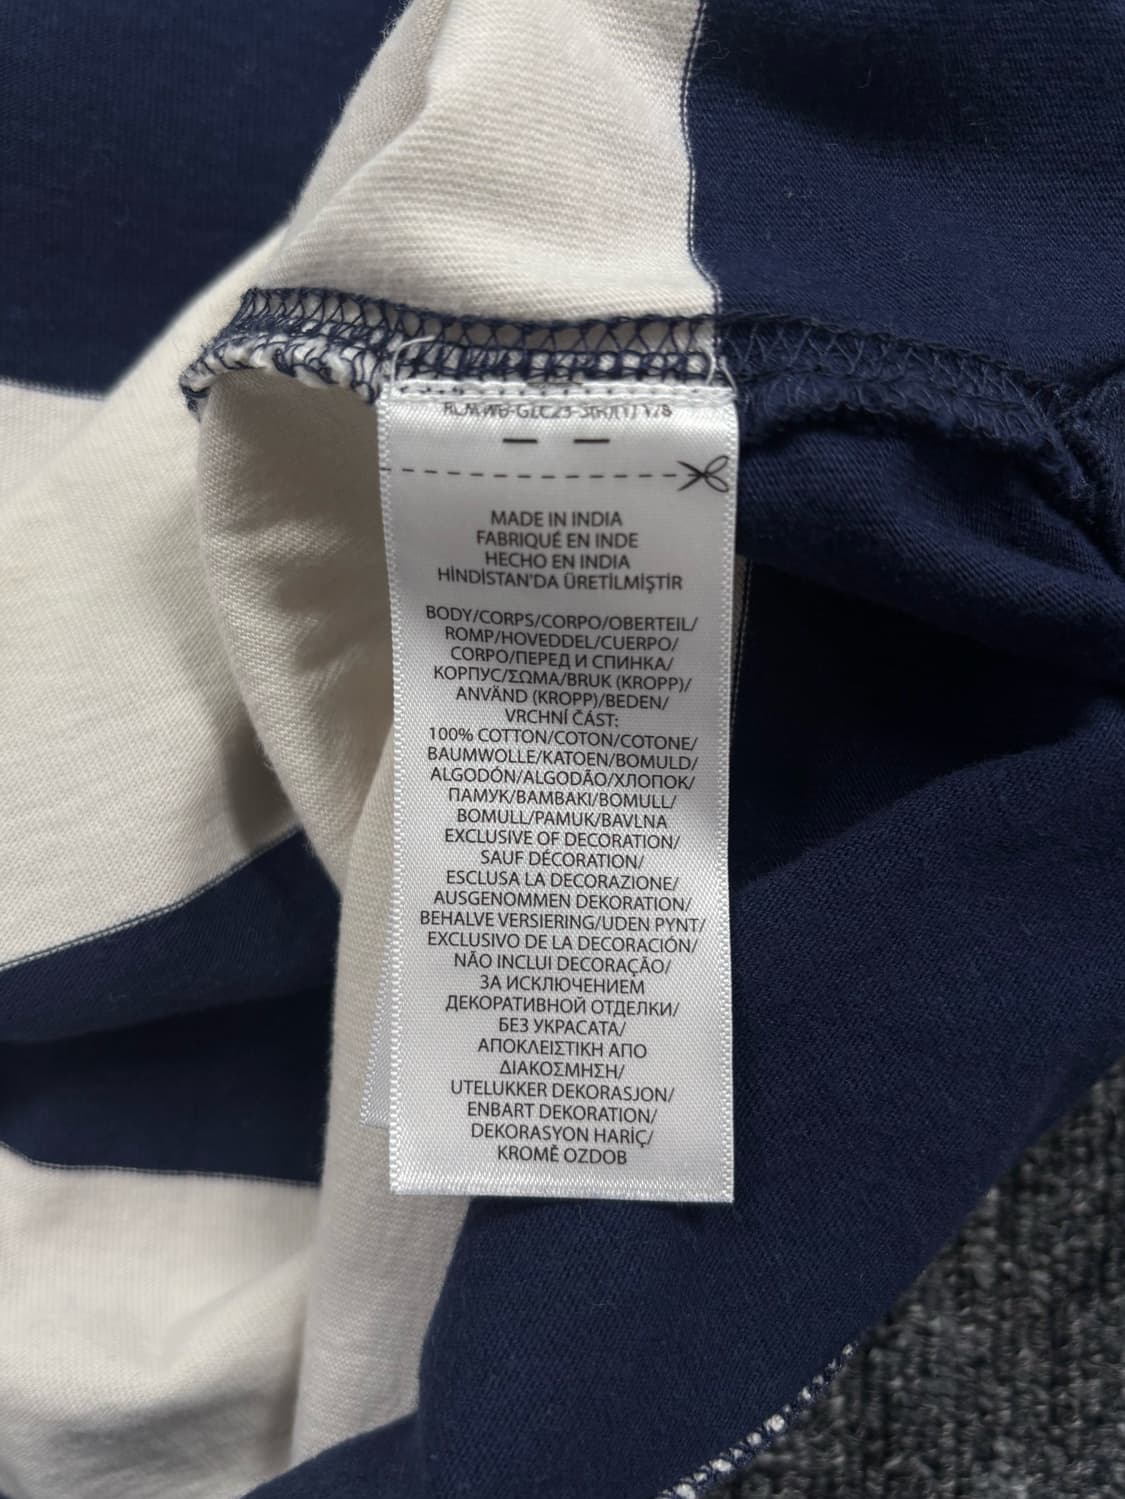 MADE IN INDIA
FABRIQUÉ EN INDE
HECHO EN INDIA
HİNDİSTAN'DA ÜRETİLMİŞTİR
BODY/CORPS/CORPO/OBERTEIL/
ROMP/HOVEDDEL/CUERPO/
CORPO/ПЕРЕД И СПИНКА/
КОРПУС/ΣΩΜΑ/BRUK (KROPP)/
ANVÄND (KROPP)/BEDEN/
VRCHNÍ ČÁST:
100% COTTON/COTON/COTONE/
BAUMWOLLE/KATOEN/BOMULD/
ALGODÓN/ALGODÃO/ХЛОПОК/
ПАМУК/ΒΑΜΒΑΚΙ/BOMULL/
BOMULL/PAMUK/BAVLNA
EXCLUSIVE OF DECORATION/
SAUF DÉCORATION/
ESCLUSA LA DECORAZIONE/
AUSGENOMMEN DEKORATION/
BEHALVE VERSIERING/UDEN PYNT/
EXCLUSIVO DE LA DECORACIÓN/
NÃO INCLUI DECORAÇÃO/
ЗА ИСКЛЮЧЕНИЕМ
ДЕКОРАТИВНОЙ ОТДЕЛКИ/
БЕЗ УКРАСАТА/
ΑΠΟΚΛΕΙΣΤΙΚΗ ΑΠΟ
ΔΙΑΚΟΣΜΗΣΗ/
UTELUKKER DEKORASJON/
ENBART DEKORATION/
DEKORASYON HARİÇ/
KROMĚ OZDOB